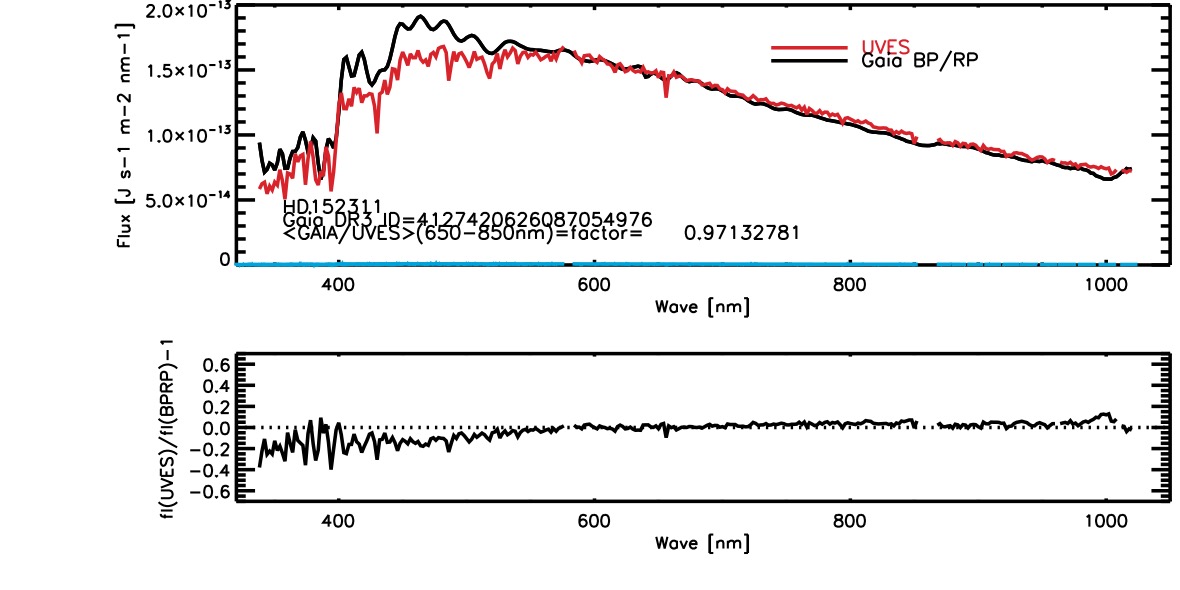 2.0×10−13
1.5×10−13
1.0×10−13
5.0×10−14
0
Flux [J s−1 m−2 nm−1]
UVES
Gaia BP/RP
HD152311
Gaia DR3 ID=4127420626087054976
<GAIA/UVES>(650−850nm)=factor= 0.97132781
400 600 800 1000
Wave [nm]
0.6
0.4
0.2
0.0
−0.2
−0.4
−0.6
fl(UVES)/fl(BPRP)−1
400 600 800 1000
Wave [nm]